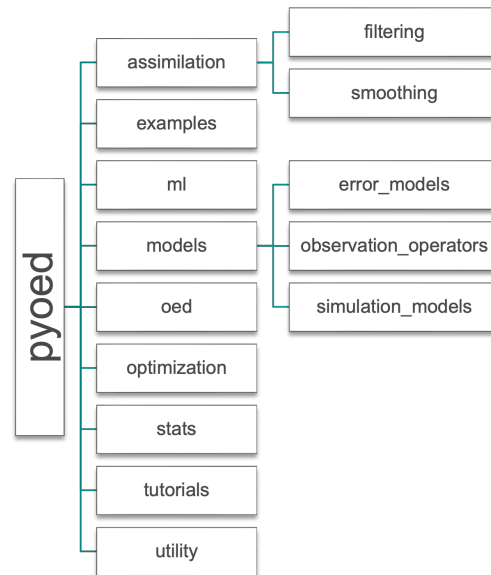 pyoed
assimilation
filtering
smoothing
examples
ml
models
error_models
observation_operators
simulation_models
oed
optimization
stats
tutorials
utility